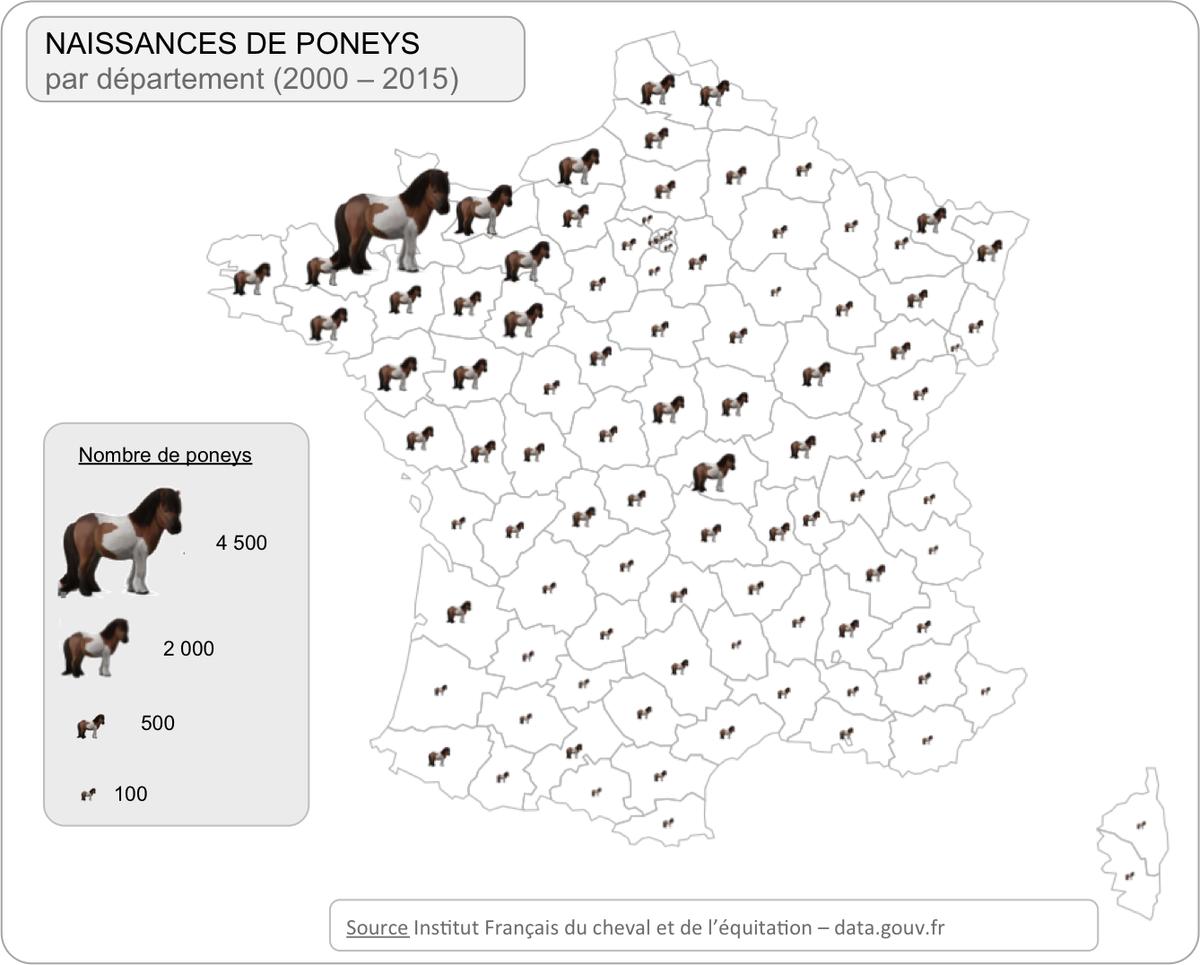 NAISSANCES DE PONEYS
par département (2000 – 2015)
Nombre de poneys
4 500
2 000
500
100
Source Institut Français du cheval et de l’équitation – data.gouv.fr